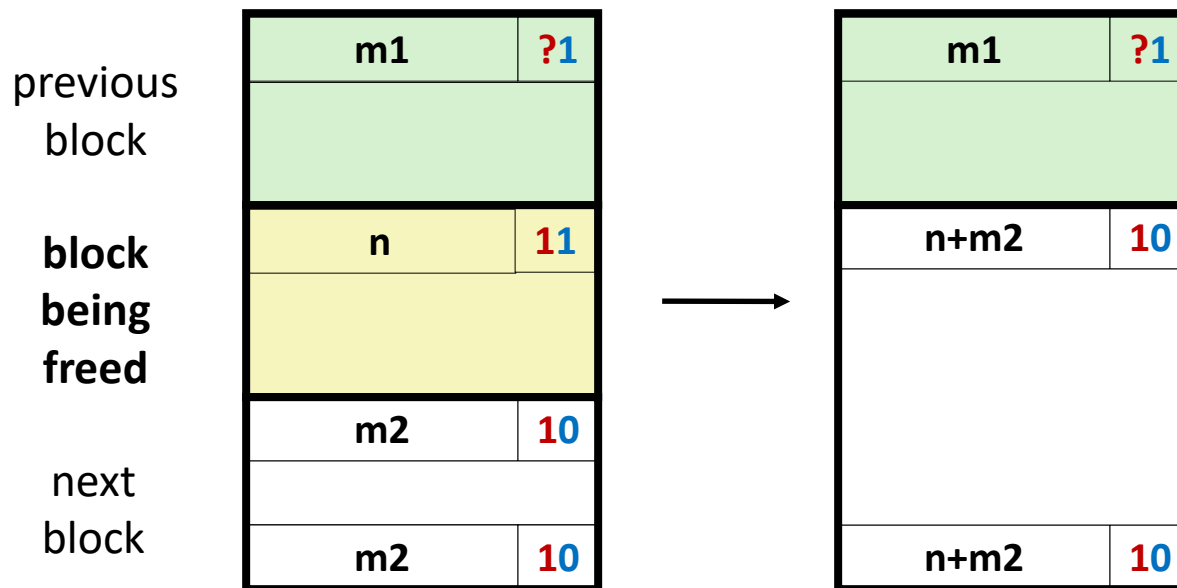 m1 ?1 m1 ?1
previous
block
block
being
freed
n 11 n+m2 10
m2 10
next
block
m2 10 n+m2 10